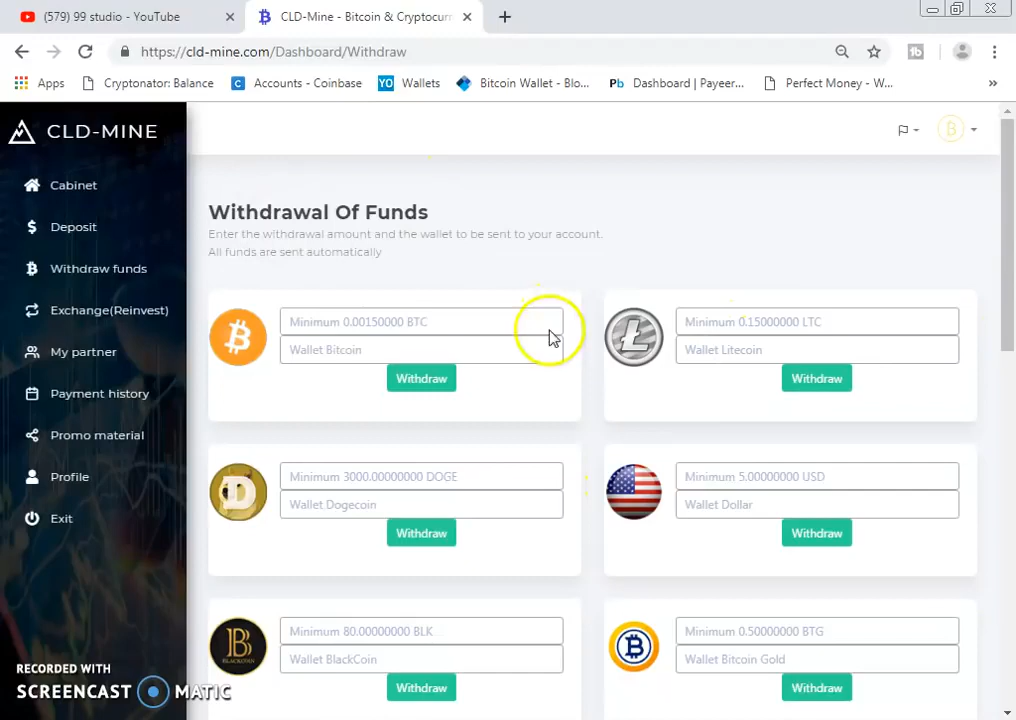 (579) 99 studio - YouTube
CLD-Mine - Bitcoin & Cryptocurr
https://cld-mine.com/Dashboard/Withdraw
Apps
Cryptonator: Balance
C
Accounts - Coinbase
YO
Wallets
Bitcoin Wallet - Blo...
Pb
Dashboard | Payeer...
Perfect Money - W...
»
CLD-MINE
Cabinet
Deposit
Withdraw funds
Exchange(Reinvest)
My partner
Payment history
Promo material
Profile
Exit
Withdrawal Of Funds
Enter the withdrawal amount and the wallet to be sent to your account.
All funds are sent automatically
Minimum 0.00150000 BTC
Wallet Bitcoin
Withdraw
Minimum 0.15000000 LTC
Wallet Litecoin
Withdraw
Minimum 3000.00000000 DOGE
Wallet Dogecoin
Withdraw
Minimum 5.00000000 USD
Wallet Dollar
Withdraw
BLACKCOIN
Minimum 80.00000000 BLK
Wallet BlackCoin
Withdraw
Minimum 0.50000000 BTG
Wallet Bitcoin Gold
Withdraw
RECORDED WITH
SCREENCAST MATIC